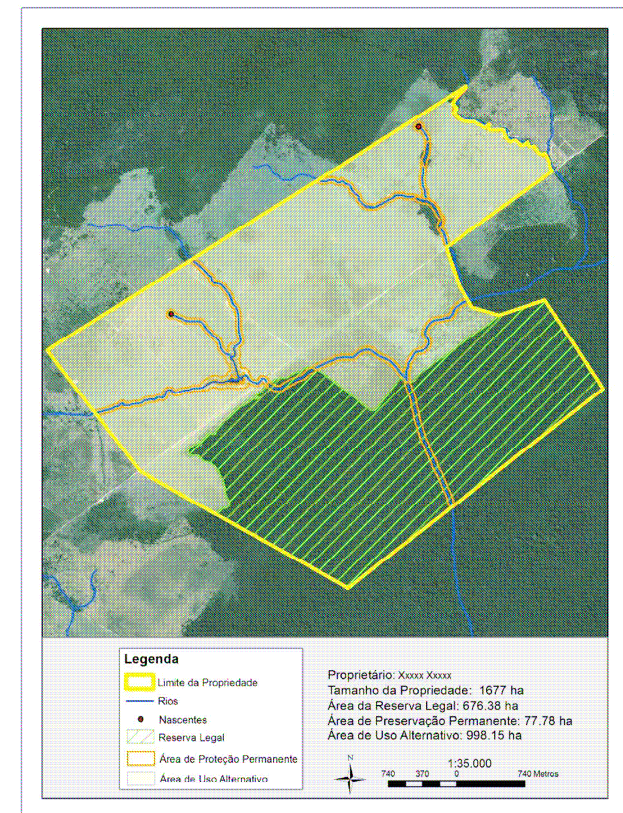 Legenda
Limite da Propriedade
Rios
Nascentes
Reserva Legal
Área de Proteção Permanente
Área de Uso Alternativo
Proprietário: Xxxxx Xxxxx
Tamanho da Propriedade: 1677 ha
Área da Reserva Legal: 676.38 ha
Área de Preservação Permanente: 77.78 ha
Área de Uso Alternativo: 998.15 ha
N
1:35.000
740 370 0 740 Metros